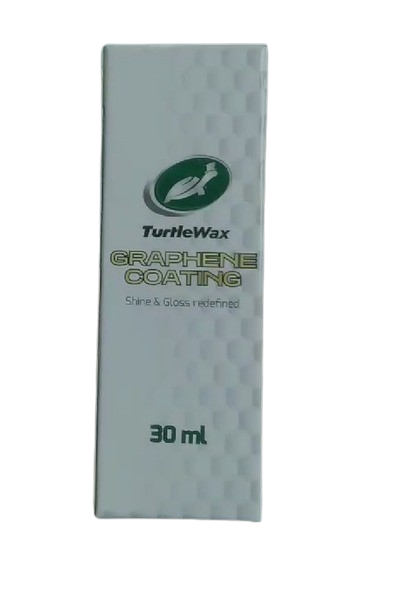 TurtleWax
GRAPHENE
COATING
Shine & Gloss redefined
30 ml